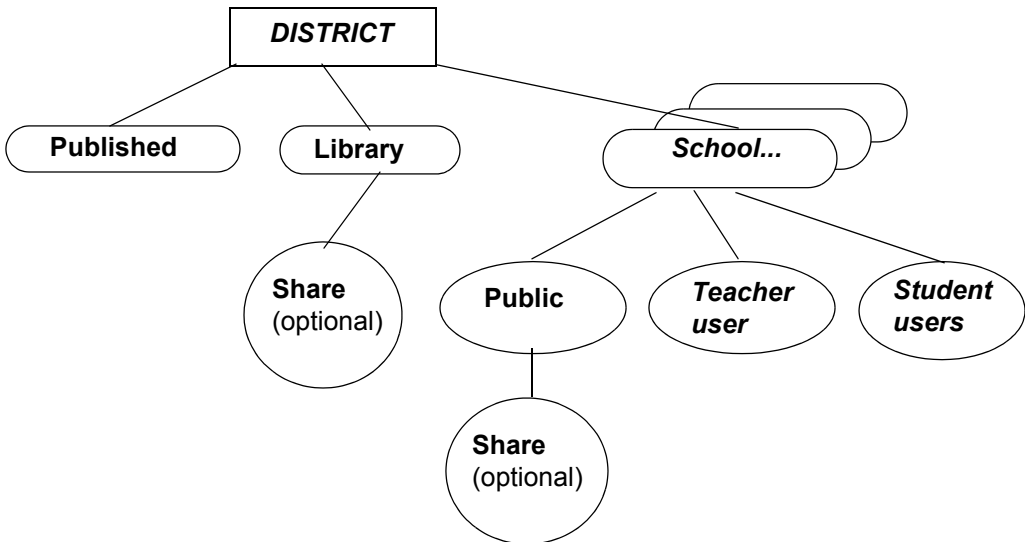 DISTRICT
Published
Library
School...
Share
(optional)
Public
Teacher
user
Student
users
Share
(optional)